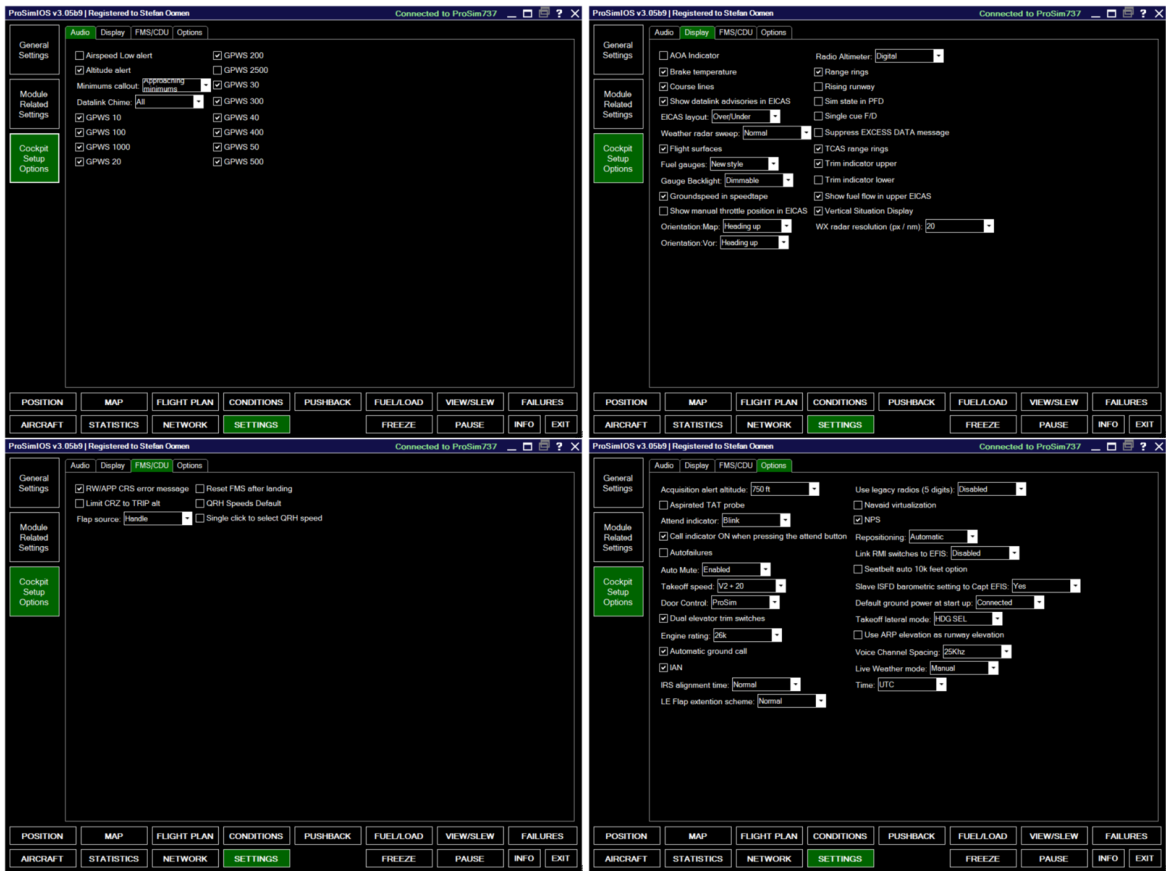 ProSimIOS v3.05b9 | Registered to Stefan Oomen Connected to ProSim737
General Settings
Module Related Settings
Cockpit Setup Options
Audio Display FMS/CDU Options
Airspeed Low alert GPWS 200
Altitude alert GPWS 2500
Minimums callout: Approaching minimums GPWS 30
Datalink Chime: All GPWS 300
GPWS 10 GPWS 40
GPWS 100 GPWS 400
GPWS 1000 GPWS 50
GPWS 20 GPWS 500
POSITION MAP FLIGHT PLAN CONDITIONS PUSHBACK FUEL/LOAD VIEW/SLEW FAILURES
AIRCRAFT STATISTICS NETWORK SETTINGS FREEZE PAUSE INFO EXIT
ProSimIOS v3.05b9 | Registered to Stefan Oomen Connected to ProSim737
General Settings
Module Related Settings
Cockpit Setup Options
Audio Display FMS/CDU Options
AOA Indicator Radio Altimeter: Digital
Brake temperature Range rings
Course lines Rising runway
Show datalink advisories in EICAS Sim state in PFD
EICAS layout: Over/Under Single cue F/D
Weather radar sweep: Normal Suppress EXCESS DATA message
Flight surfaces TCAS range rings
Fuel gauges: New style Trim indicator upper
Gauge Backlight: Dimmable Trim indicator lower
Groundspeed in speedtape Show fuel flow in upper EICAS
Show manual throttle position in EICAS Vertical Situation Display
Orientation:Map: Heading up WX radar resolution (px / nm): 20
Orientation:Vor: Heading up
POSITION MAP FLIGHT PLAN CONDITIONS PUSHBACK FUEL/LOAD VIEW/SLEW FAILURES
AIRCRAFT STATISTICS NETWORK SETTINGS FREEZE PAUSE INFO EXIT
ProSimIOS v3.05b9 | Registered to Stefan Oomen Connected to ProSim737
General Settings
Module Related Settings
Cockpit Setup Options
Audio Display FMS/CDU Options
RW/APP CRS error message Reset FMS after landing
Limit CRZ to TRIP alt QRH Speeds Default
Flap source: Handle Single click to select QRH speed
POSITION MAP FLIGHT PLAN CONDITIONS PUSHBACK FUEL/LOAD VIEW/SLEW FAILURES
AIRCRAFT STATISTICS NETWORK SETTINGS FREEZE PAUSE INFO EXIT
ProSimIOS v3.05b9 | Registered to Stefan Oomen Connected to ProSim737
General Settings
Module Related Settings
Cockpit Setup Options
Audio Display FMS/CDU Options
Acquisition alert altitude: 750 ft Use legacy radios (5 digits): Disabled
Aspirated TAT probe Navaid virtualization
Attend indicator: Blink NPS
Call indicator ON when pressing the attend button Repositioning: Automatic
Autofailures Link RMI switches to EFIS: Disabled
Auto Mute: Enabled Seatbelt auto 10k feet option
Takeoff speed: V2 + 20 Slave ISFD barometric setting to Capt EFIS: Yes
Door Control: ProSim Default ground power at start up: Connected
Dual elevator trim switches Takeoff lateral mode: HDG SEL
Engine rating: 26k Use ARP elevation as runway elevation
Automatic ground call Voice Channel Spacing: 25Khz
IAN Live Weather mode: Manual
IRS alignment time: Normal Time: UTC
LE Flap extention scheme: Normal
POSITION MAP FLIGHT PLAN CONDITIONS PUSHBACK FUEL/LOAD VIEW/SLEW FAILURES
AIRCRAFT STATISTICS NETWORK SETTINGS FREEZE PAUSE INFO EXIT